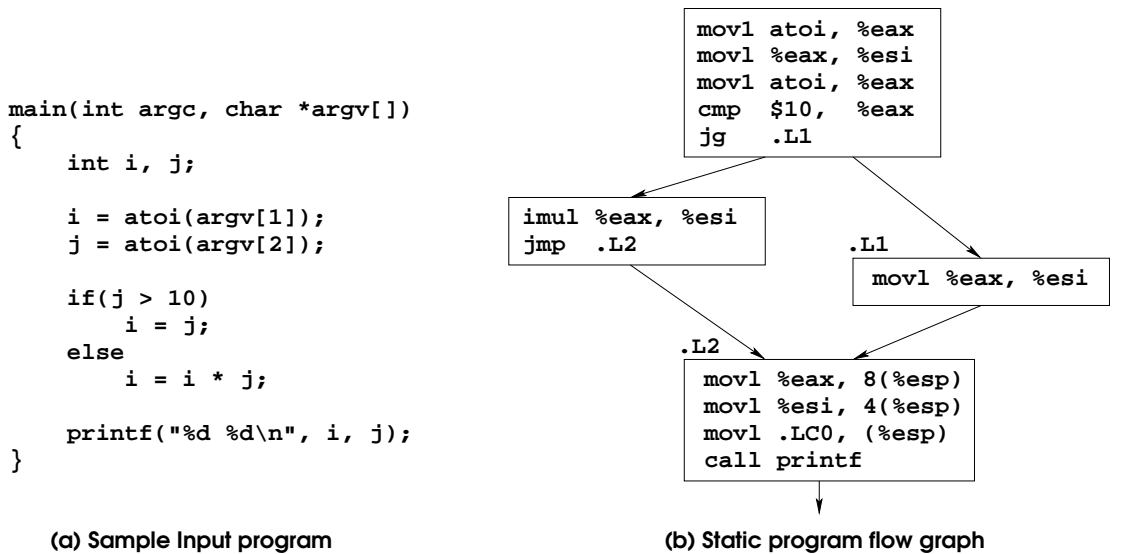 main(int argc, char *argv[])
{
int i, j;
i = atoi(argv[1]);
j = atoi(argv[2]);
if(j > 10)
i = j;
else
i = i * j;
printf("%d %d\n", i, j);
}
(a) Sample Input program
mov1 atoi, %eax
movl %eax, %esi
mov1 atoi, %eax
cmp $10, %eax
jg .L1
imul %eax, %esi
jmp .L2
.L1
movl %eax, %esi
.L2
movl %eax, 8(%esp)
movl %esi, 4(%esp)
movl .LC0, (%esp)
call printf
(b) Static program flow graph